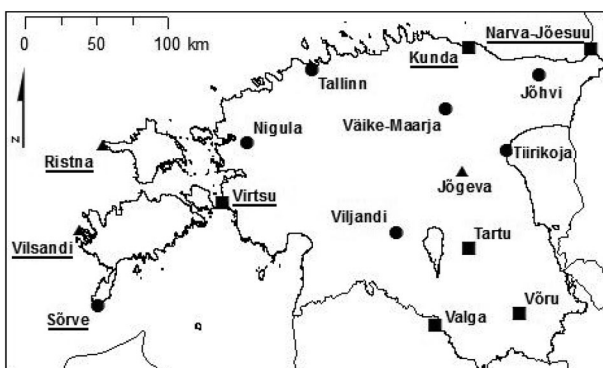 0 50 100 km
Narva-Jõesuu
Kunda
Tallinn
Jõhvi
Väike-Maarja
Nigula
Tiirikoja
Ristna
Jõgeva
Virtsu
Viljandi
Tartu
Vilsandi
Sõrve
Valga
Võru
N